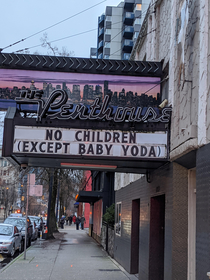 The
Penthouse
NO CHILDREN
(EXCEPT BABY YODA)